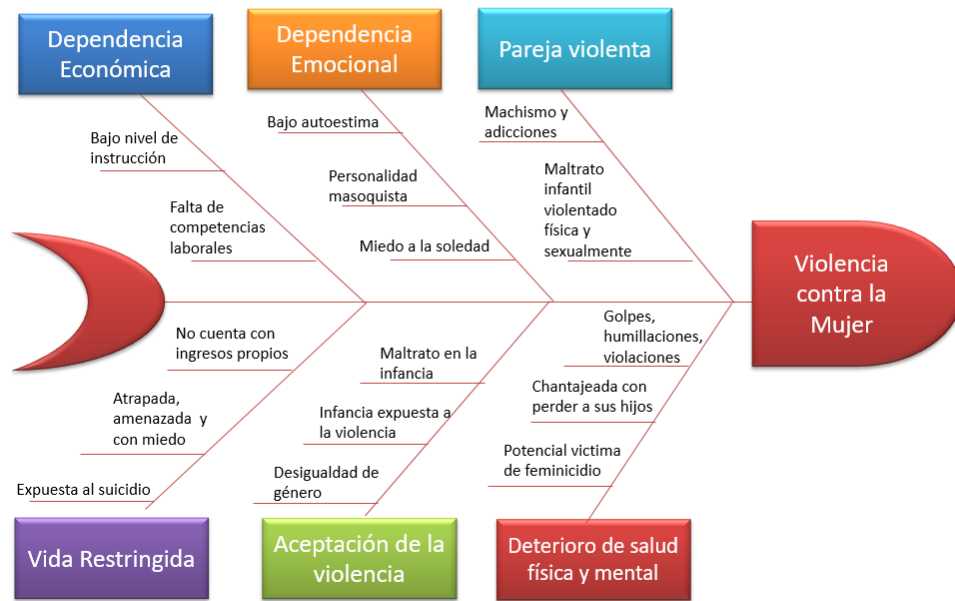 Dependencia
Económica
Dependencia
Emocional
Pareja violenta
Bajo nivel de
instrucción
Falta de
competencias
laborales
Bajo autoestima
Personalidad
masoquista
Miedo a la soledad
Machismo y
adicciones
Maltrato
infantil
violentado
física y
sexualmente
Violencia
contra la
Mujer
No cuenta con
ingresos propios
Atrapada,
amenazada y
con miedo
Expuesta al suicidio
Maltrato en la
infancia
Infancia expuesta a
la violencia
Desigualdad de
género
Golpes,
humillaciones,
violaciones
Chantajeada con
perder a sus hijos
Potencial victima
de feminicidio
Vida Restringida
Aceptación de la
violencia
Deterioro de salud
física y mental